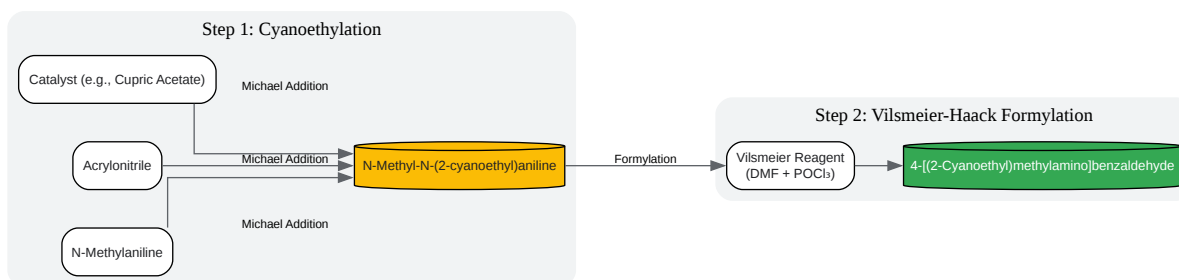 Step 1: Cyanoethylation
Catalyst (e.g., Cupric Acetate)
Michael Addition
Acrylonitrile
Michael Addition
N-Methyl-N-(2-cyanoethyl)aniline
N-Methylaniline
Michael Addition
Formylation
Step 2: Vilsmeier-Haack Formylation
Vilsmeier Reagent
(DMF + POCl₃)
4-[(2-Cyanoethyl)methylamino]benzaldehyde